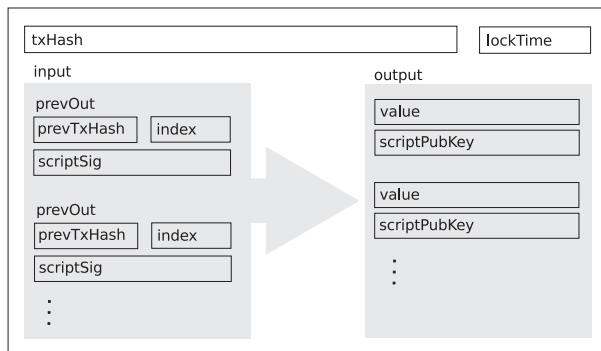 txHash
lockTime
input
prevOut
prevTxHash
index
scriptSig
prevOut
prevTxHash
index
scriptSig
output
value
scriptPubKey
value
scriptPubKey